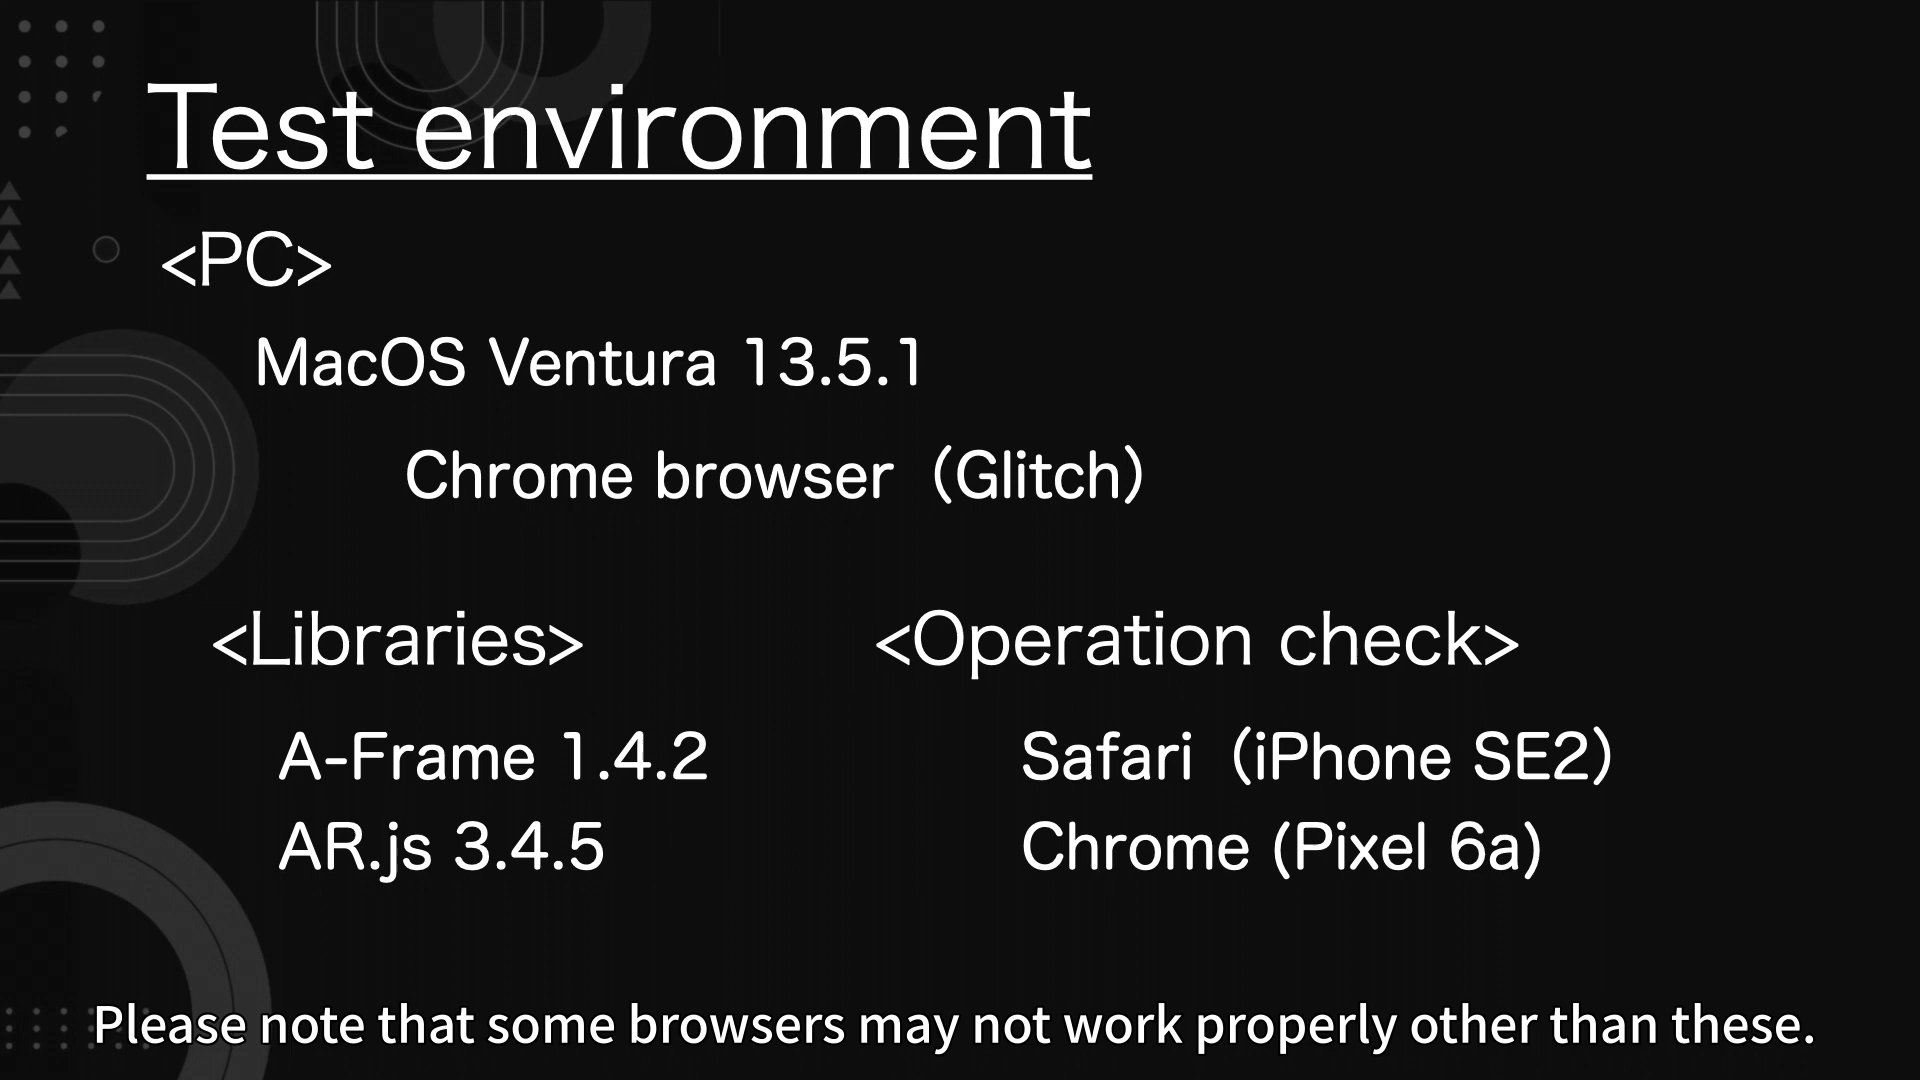 Test environment
<PC>
MacOS Ventura 13.5.1
Chrome browser（Glitch）
<Libraries>
A-Frame 1.4.2
AR.js 3.4.5
<Operation check>
Safari（iPhone SE2）
Chrome (Pixel 6a)
Please note that some browsers may not work properly other than these.